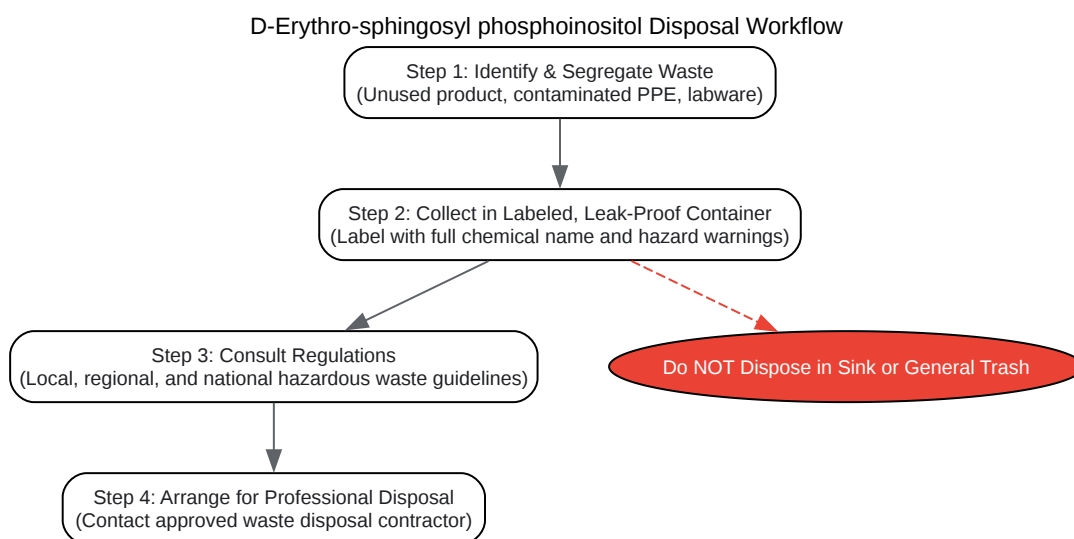 D-Erythro-sphingosyl phosphoinositol Disposal Workflow
Step 1: Identify & Segregate Waste
(Unused product, contaminated PPE, labware)
Step 2: Collect in Labeled, Leak-Proof Container
(Label with full chemical name and hazard warnings)
Step 3: Consult Regulations
(Local, regional, and national hazardous waste guidelines)
Do NOT Dispose in Sink or General Trash
Step 4: Arrange for Professional Disposal
(Contact approved waste disposal contractor)